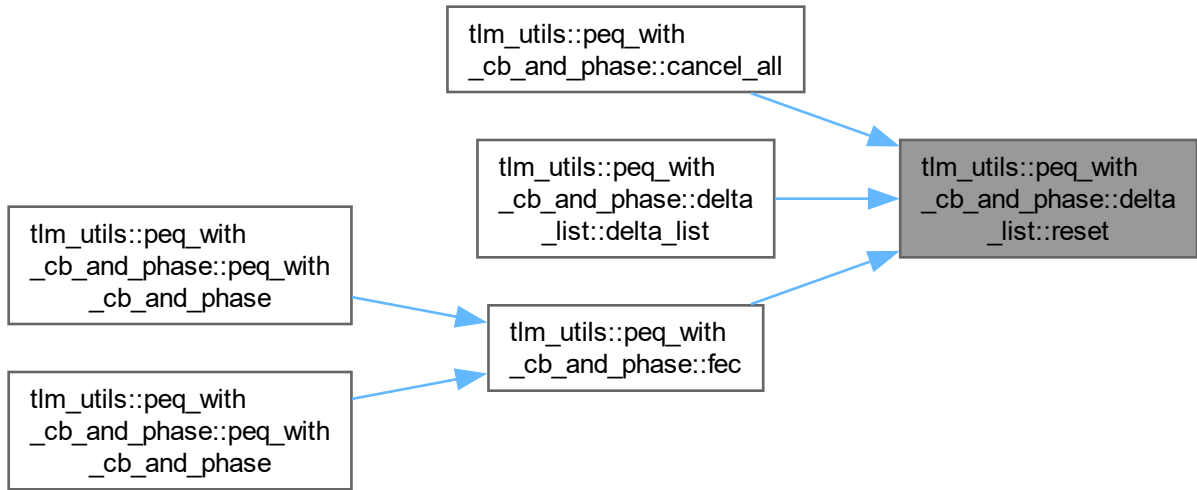 tlm_utils::peq_with
_cb_and_phase::cancel_all
tlm_utils::peq_with
_cb_and_phase::delta
_list::delta_list
tlm_utils::peq_with
_cb_and_phase::delta
_list::reset
tlm_utils::peq_with
_cb_and_phase::peq_with
_cb_and_phase
tlm_utils::peq_with
_cb_and_phase::fec
tlm_utils::peq_with
_cb_and_phase::peq_with
_cb_and_phase